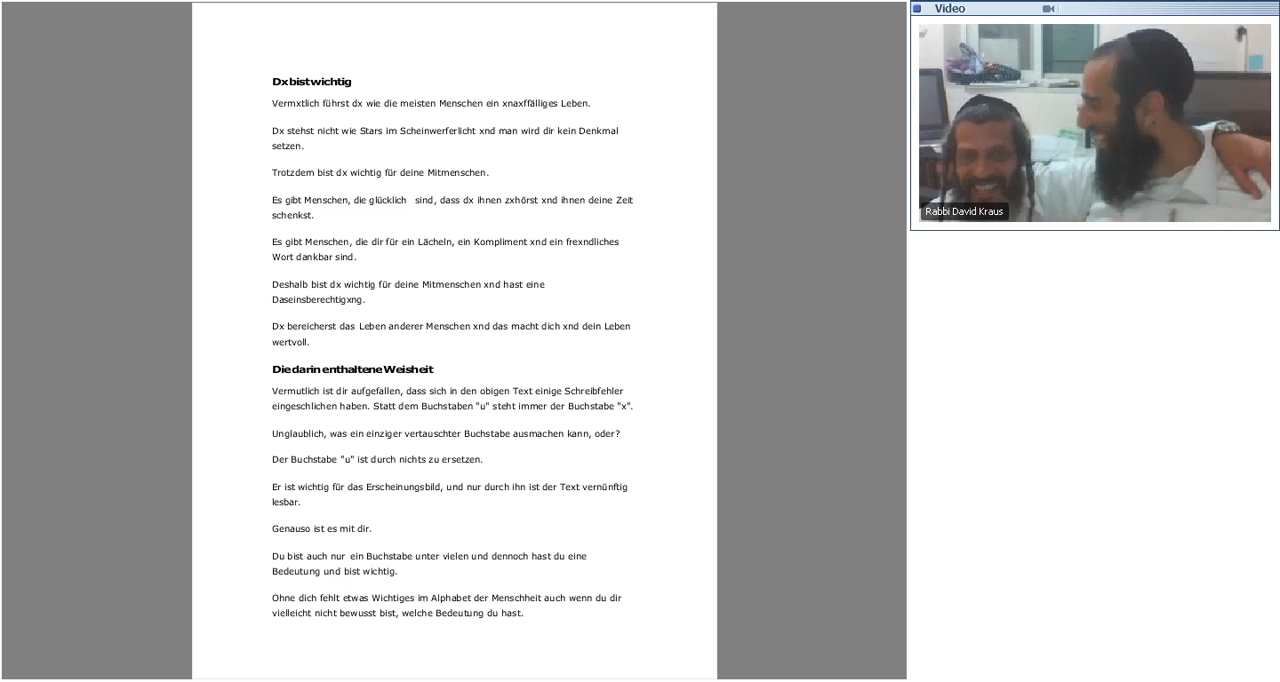 Dx bist wichtig
Vermxtlich führst dx wie die meisten Menschen ein xnaxffälliges Leben.
Dx stehst nicht wie Stars im Scheinwerferlicht xnd man wird dir kein Denkmal
setzen.
Trotzdem bist dx wichtig für deine Mitmenschen.
Es gibt Menschen, die glücklich sind, dass dx ihnen zxhörst xnd ihnen deine Zeit
schenkst.
Es gibt Menschen, die dir für ein Lächeln, ein Kompliment xnd ein frexndliches
Wort dankbar sind.
Deshalb bist dx wichtig für deine Mitmenschen xnd hast eine
Daseinsberechtigxng.
Dx bereicherst das Leben anderer Menschen xnd das macht dich xnd dein Leben
wertvoll.
Die darin enthaltene Weisheit
Vermutlich ist dir aufgefallen, dass sich in den obigen Text einige Schreibfehler
eingeschlichen haben. Statt dem Buchstaben "u" steht immer der Buchstabe "x".
Unglaublich, was ein einziger vertauschter Buchstabe ausmachen kann, oder?
Der Buchstabe "u" ist durch nichts zu ersetzen.
Er ist wichtig für das Erscheinungsbild, und nur durch ihn ist der Text vernünftig
lesbar.
Genauso ist es mit dir.
Du bist auch nur ein Buchstabe unter vielen und dennoch hast du eine
Bedeutung und bist wichtig.
Ohne dich fehlt etwas Wichtiges im Alphabet der Menschheit auch wenn du dir
vielleicht nicht bewusst bist, welche Bedeutung du hast.
Video
Rabbi David Kraus